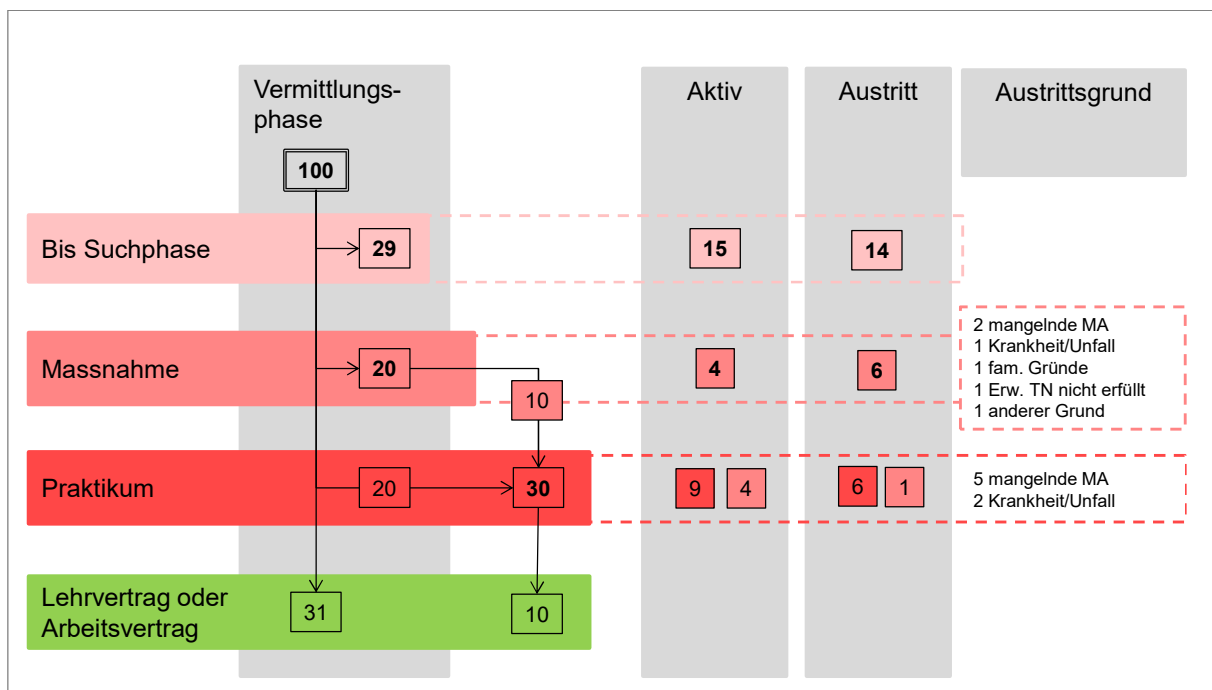 Vermittlungs-
phase
Aktiv
Austritt
Austrittsgrund
100
Bis Suchphase
29
15
14
Massnahme
20
10
4
6
2 mangelnde MA
1 Krankheit/Unfall
1 fam. Gründe
1 Erw. TN nicht erfüllt
1 anderer Grund
Praktikum
20
30
9
4
6
1
5 mangelnde MA
2 Krankheit/Unfall
Lehrvertrag oder
Arbeitsvertrag
31
10